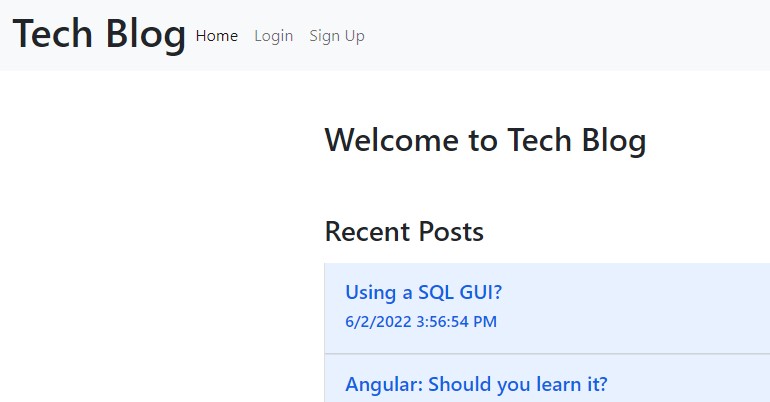 Tech Blog Home Login Sign Up
Welcome to Tech Blog
Recent Posts
Using a SQL GUI?
6/2/2022 3:56:54 PM
Angular: Should you learn it?